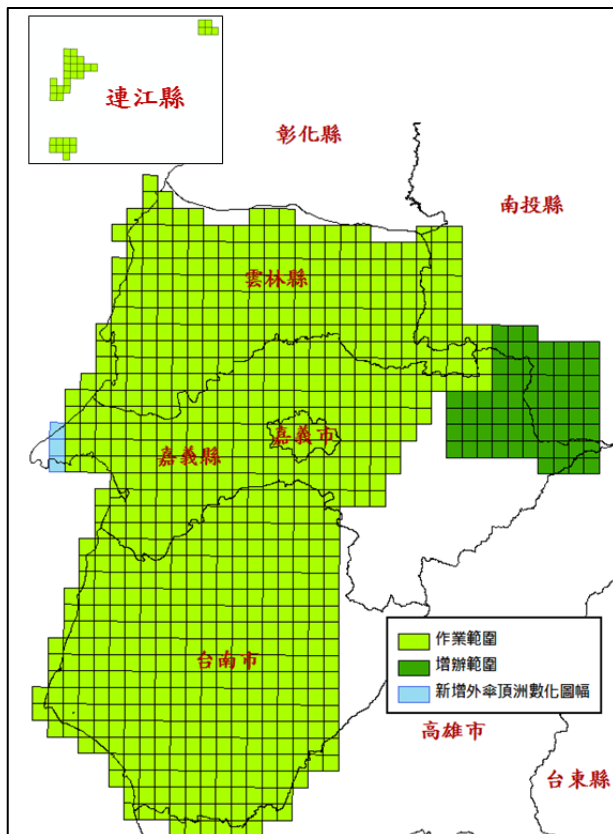 連江縣
彰化縣
南投縣
雲林縣
嘉義市
嘉義縣
作業範圍
增辦範圍
新增外傘頂洲數化圖幅
台南市
高雄市
台東縣